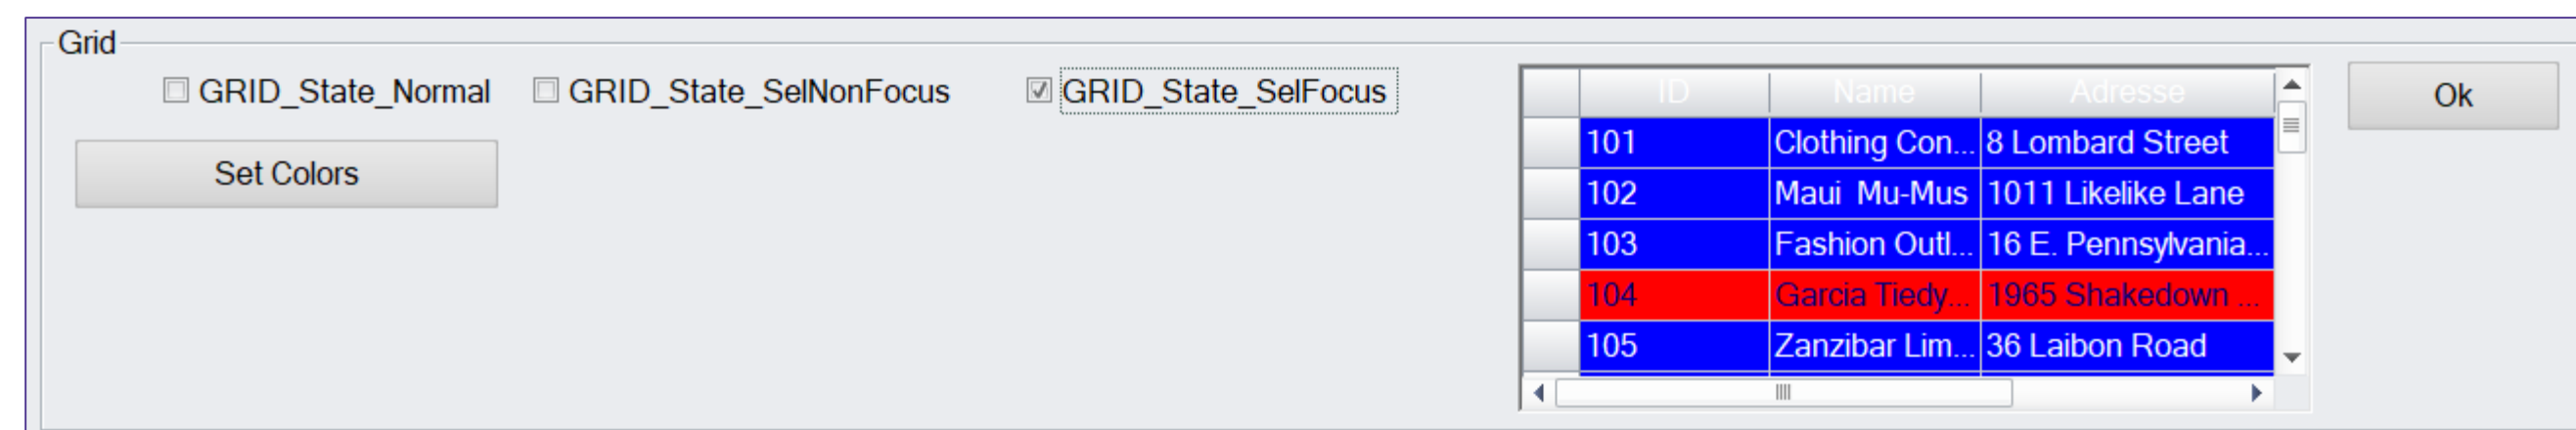 Grid
GRID_State_Normal GRID_State_SelNonFocus GRID_State_SelFocus
Set Colors
ID Name Adresse
101 Clothing Con... 8 Lombard Street
102 Maui  Mu-Mus 1011 Likelike Lane
103 Fashion Outl... 16 E. Pennsylvania...
104 Garcia Tiedy... 1965 Shakedown ...
105 Zanzibar Lim... 36 Laibon Road
Ok